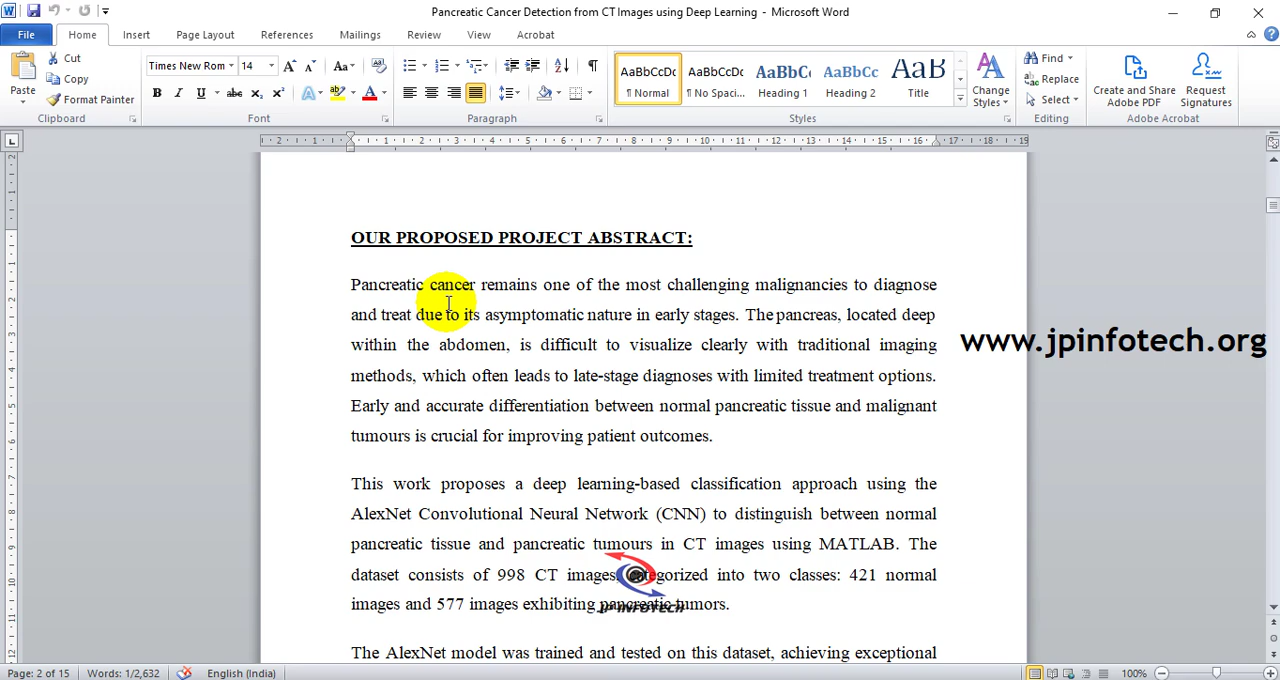 Pancreatic Cancer Detection from CT Images using Deep Learning - Microsoft Word
File Home Insert Page Layout References Mailings Review View Acrobat
Paste
Cut
Copy
Format Painter
Clipboard
Times New Rom 14
Font
Paragraph
AaBbCcDc AaBbCcDc AaBbCc AaBbCc AaB
¶ Normal ¶ No Spaci... Heading 1 Heading 2 Title
Change Styles
Styles
Find
Replace
Select
Editing
Create and Share Adobe PDF
Request Signatures
Adobe Acrobat
OUR PROPOSED PROJECT ABSTRACT:
Pancreatic cancer remains one of the most challenging malignancies to diagnose
and treat due to its asymptomatic nature in early stages. The pancreas, located deep
within the abdomen, is difficult to visualize clearly with traditional imaging
methods, which often leads to late-stage diagnoses with limited treatment options.
Early and accurate differentiation between normal pancreatic tissue and malignant
tumours is crucial for improving patient outcomes.
www.jpinfotech.org
This work proposes a deep learning-based classification approach using the
AlexNet Convolutional Neural Network (CNN) to distinguish between normal
pancreatic tissue and pancreatic tumours in CT images using MATLAB. The
dataset consists of 998 CT images, categorized into two classes: 421 normal
images and 577 images exhibiting pancreatic tumors.
JP INFOTECH
The AlexNet model was trained and tested on this dataset, achieving exceptional
Page: 2 of 15 Words: 1/2,632 English (India) 100%